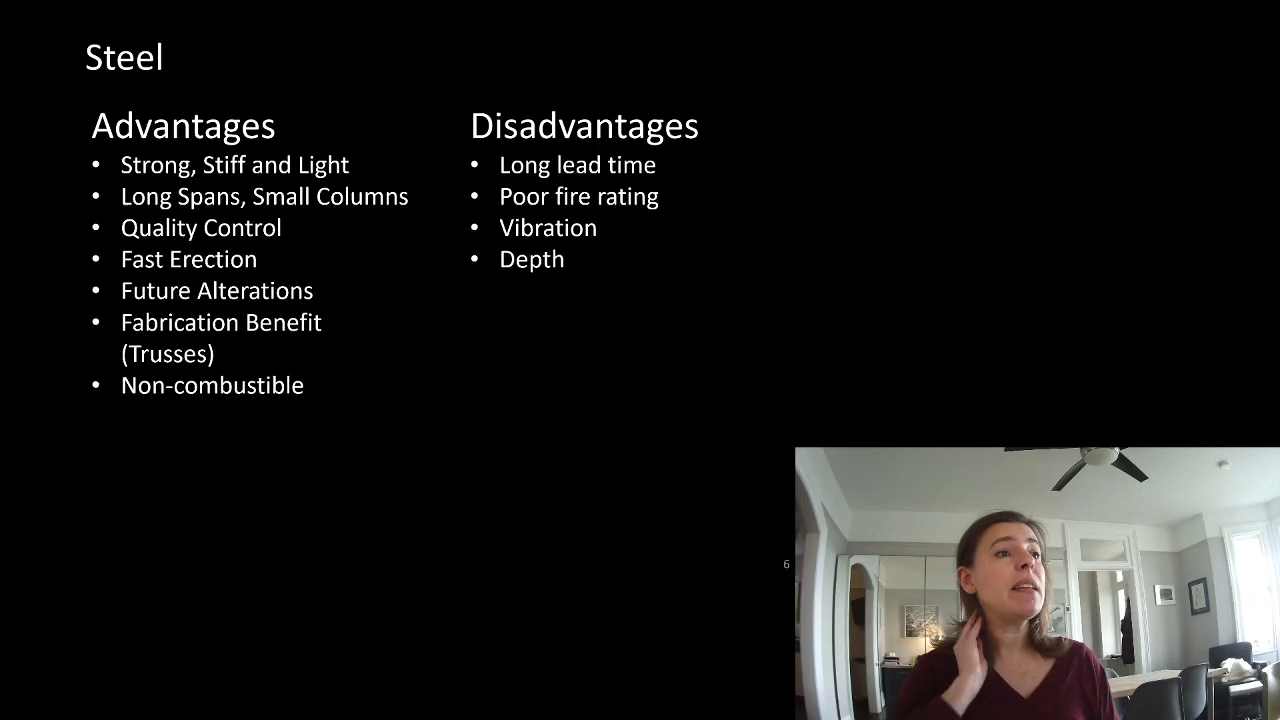 Steel
Advantages
• Strong, Stiff and Light
• Long Spans, Small Columns
• Quality Control
• Fast Erection
• Future Alterations
• Fabrication Benefit
(Trusses)
• Non-combustible
Disadvantages
• Long lead time
• Poor fire rating
• Vibration
• Depth
6